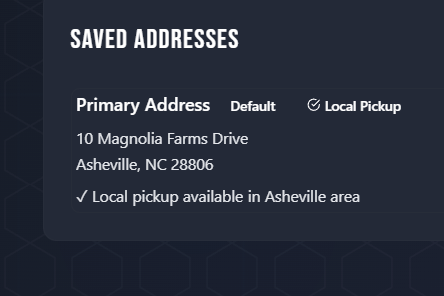 SAVED ADDRESSES
Primary Address Default Local Pickup
10 Magnolia Farms Drive
Asheville, NC 28806
✓ Local pickup available in Asheville area